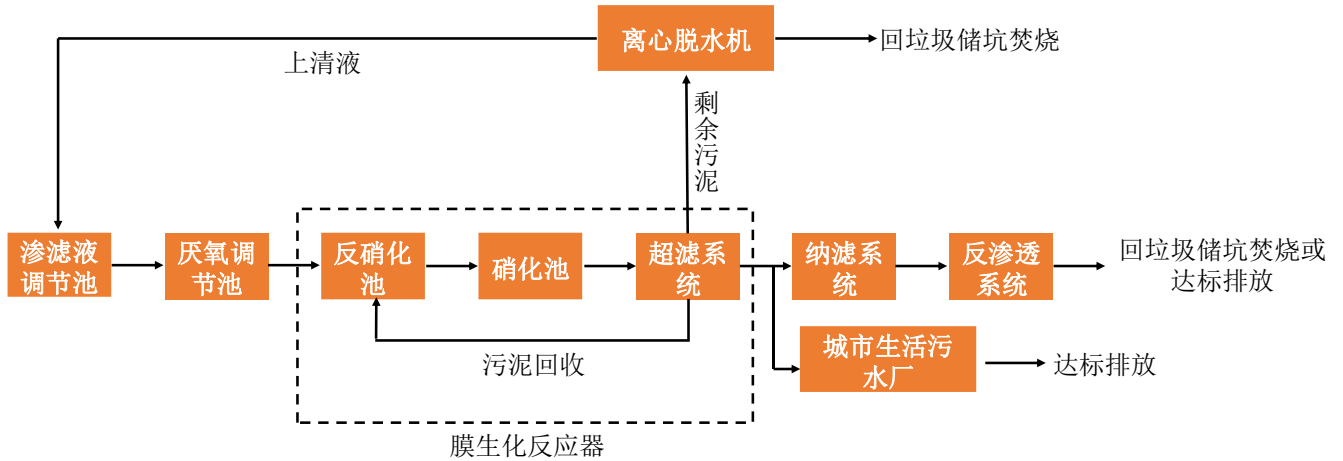 离心脱水机
回垃圾储坑焚烧
上清液
剩余污泥
渗滤液
调节池
厌氧调
节池
反硝化
池
硝化池
超滤系
统
纳滤系
统
反渗透
系统
回垃圾储坑焚烧或
达标排放
污泥回收
城市生活污
水厂
达标排放
膜生化反应器